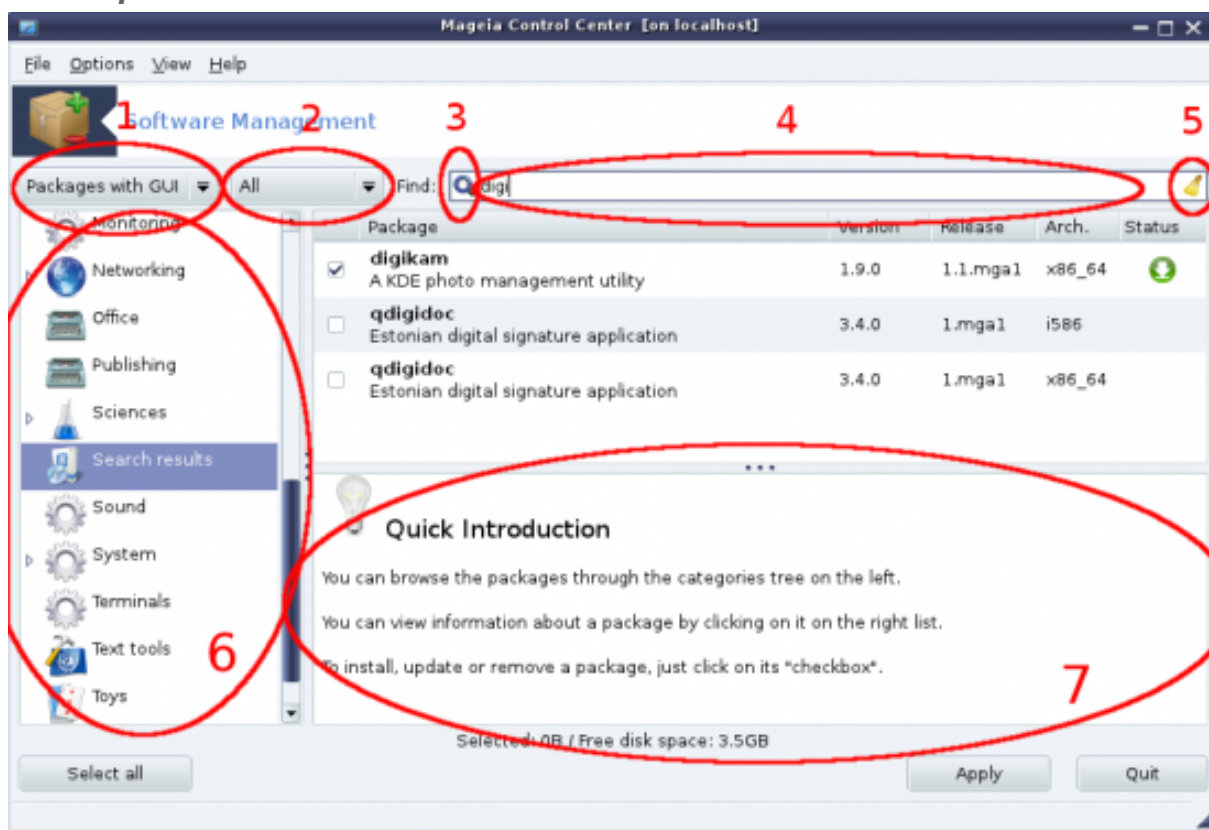 Mageia Control Center [on localhost]
File Options View Help
Software Management
1 2 3 4 5
Packages with GUI All Find: digi
Package Version Release Arch. Status
digikam
A KDE photo management utility 1.9.0 1.1.mga1 x86_64
qdigidoc
Estonian digital signature application 3.4.0 1.mga1 i586
qdigidoc
Estonian digital signature application 3.4.0 1.mga1 x86_64
Monitoring
Networking
Office
Publishing
Sciences
Search results
Sound
System
Terminals
Text tools
Toys
6
Quick Introduction
You can browse the packages through the categories tree on the left.
You can view information about a package by clicking on it on the right list.
To install, update or remove a package, just click on its "checkbox".
7
Selected: 0B / Free disk space: 3.5GB
Select all Apply Quit